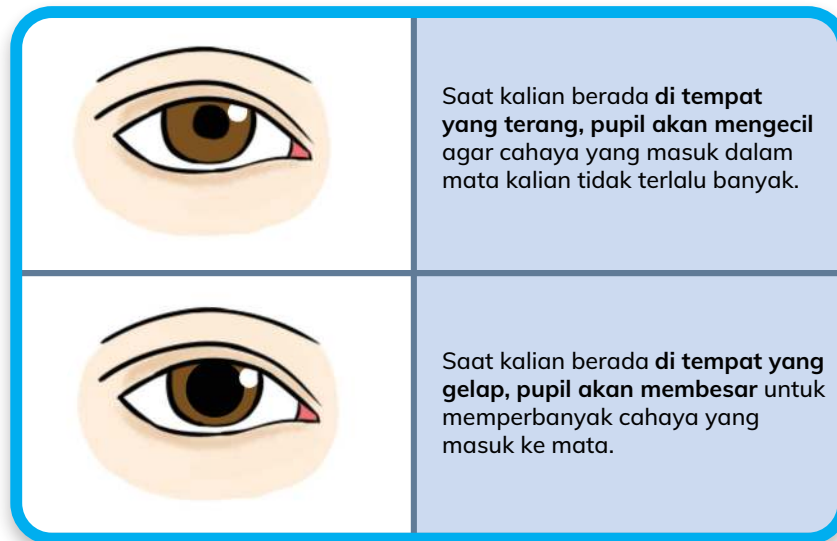 Saat kalian berada di tempat
yang terang, pupil akan mengecil
agar cahaya yang masuk dalam
mata kalian tidak terlalu banyak.
Saat kalian berada di tempat yang
gelap, pupil akan membesar untuk
memperbanyak cahaya yang
masuk ke mata.